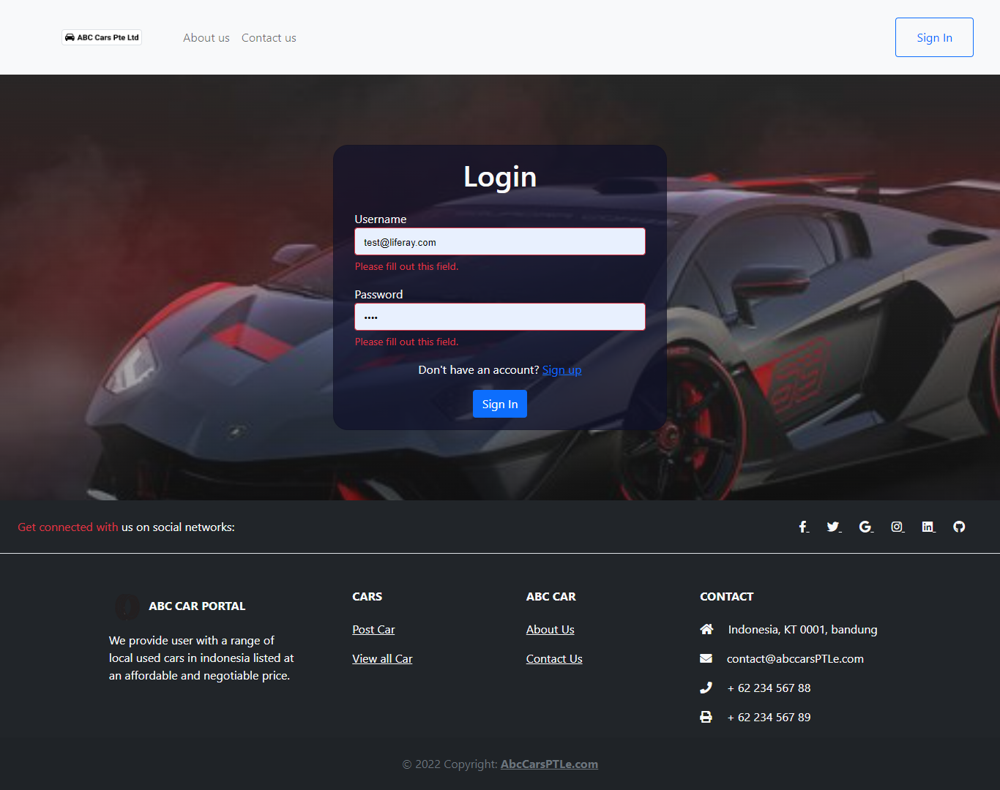 ABC Cars Pte Ltd
About us
Contact us
Sign In
Login
Username
test@liferay.com
Please fill out this field.
Password
••••
Please fill out this field.
Don't have an account? Sign up
Sign In
Get connected with us on social networks:
ABC CAR PORTAL
We provide user with a range of
local used cars in indonesia listed at
an affordable and negotiable price.
CARS
Post Car
View all Car
ABC CAR
About Us
Contact Us
CONTACT
Indonesia, KT 0001, bandung
contact@abccarsPTLe.com
+ 62 234 567 88
+ 62 234 567 89
© 2022 Copyright: AbcCarsPTLe.com